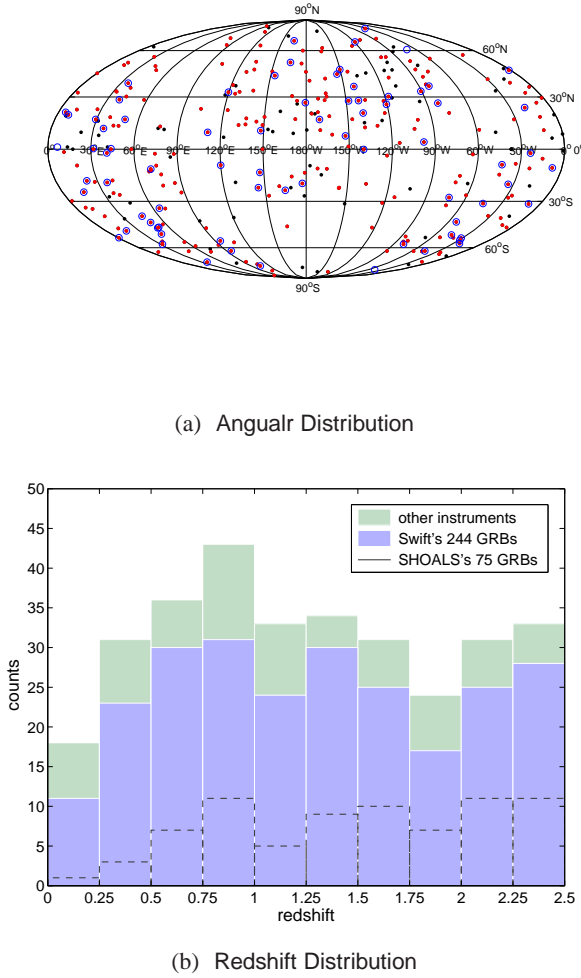 90°N
60°N
30°N
0° 30°E 60°E 90°E 120°E 150°E 180°W 150°W 120°W 90°W 60°W 30°W 0°
30°S
60°S
90°S
(a) Angualr Distribution
50
45
40
35
30
25
20
15
10
5
0
counts
other instruments
Swift's 244 GRBs
SHOALS's 75 GRBs
0 0.25 0.5 0.75 1 1.25 1.5 1.75 2 2.25 2.5
redshift
(b) Redshift Distribution